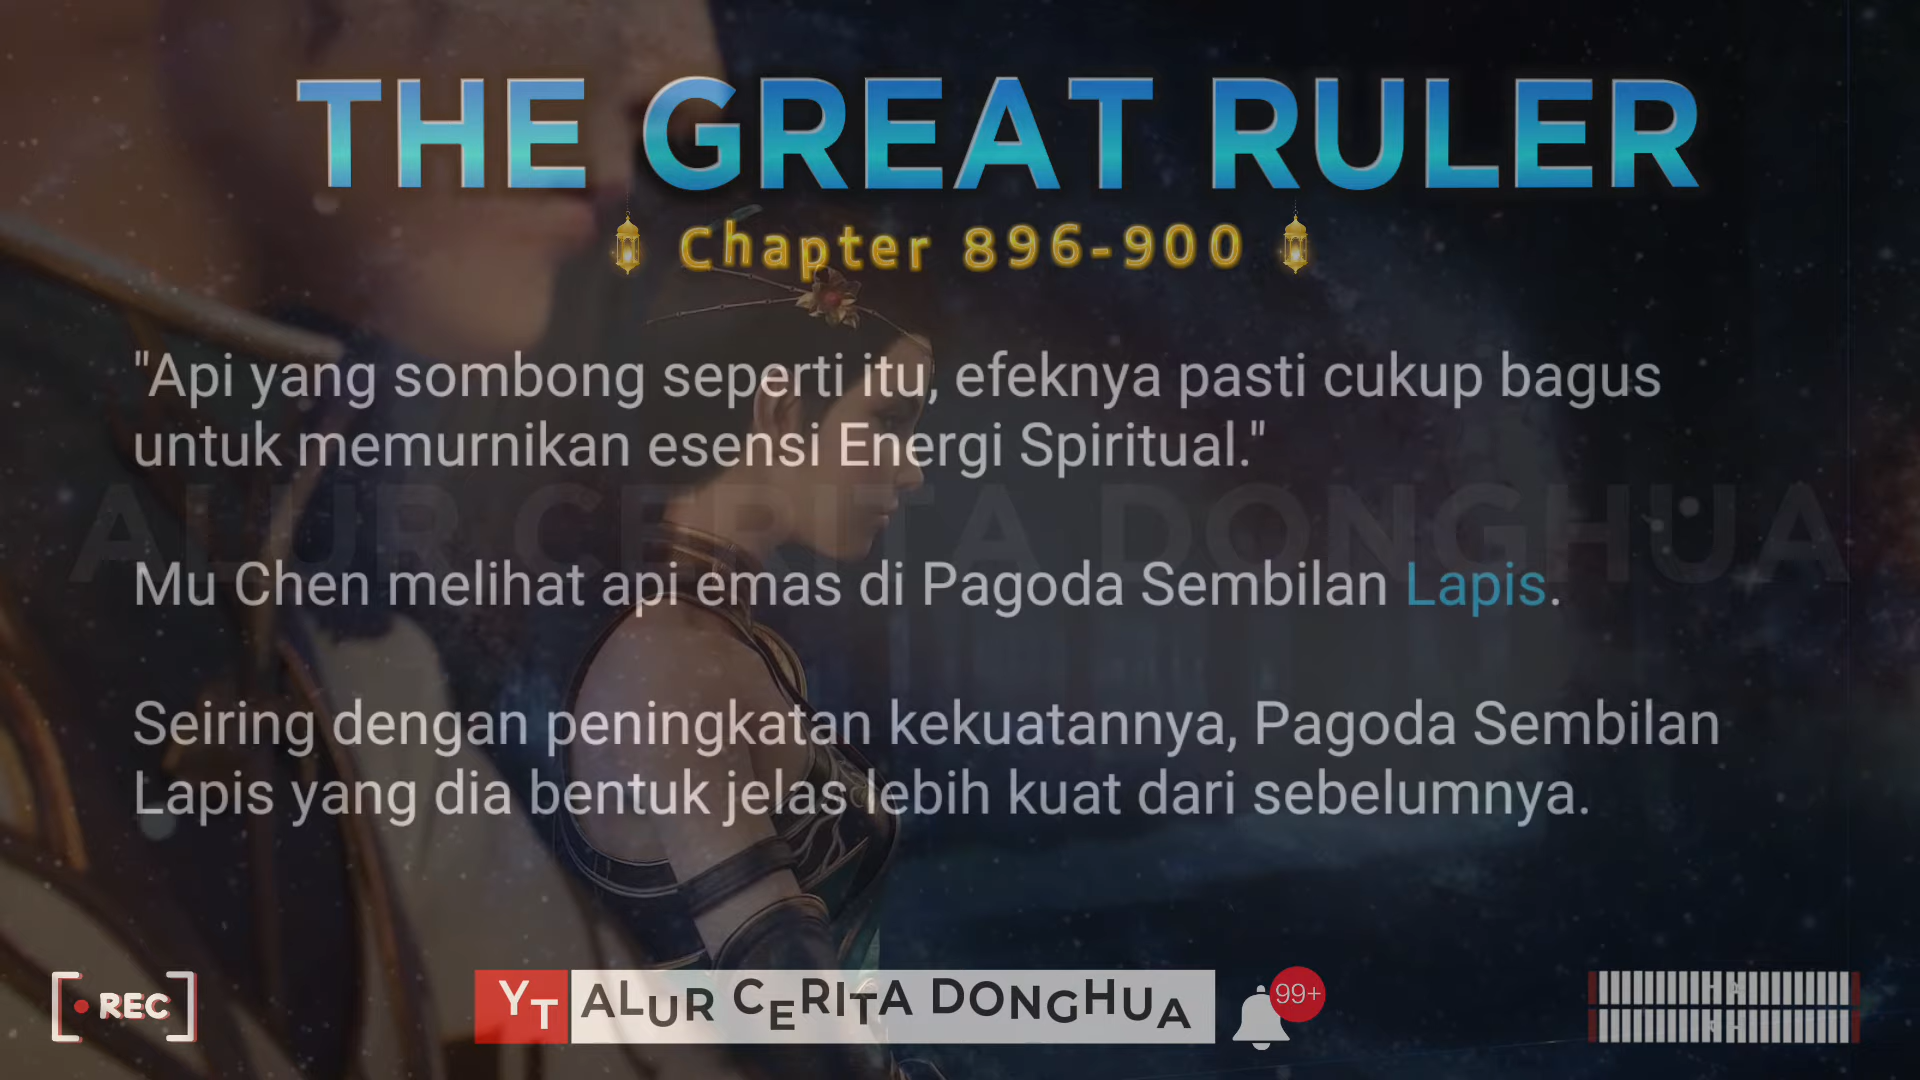 THE GREAT RULER
Chapter 896-900
"Api yang sombong seperti itu, efeknya pasti cukup bagus
untuk memurnikan esensi Energi Spiritual."
ALUR CERITA DONGHUA
Mu Chen melihat api emas di Pagoda Sembilan Lapis.
Seiring dengan peningkatan kekuatannya, Pagoda Sembilan
Lapis yang dia bentuk jelas lebih kuat dari sebelumnya.
REC
YT ALUR CERITA DONGHUA
99+